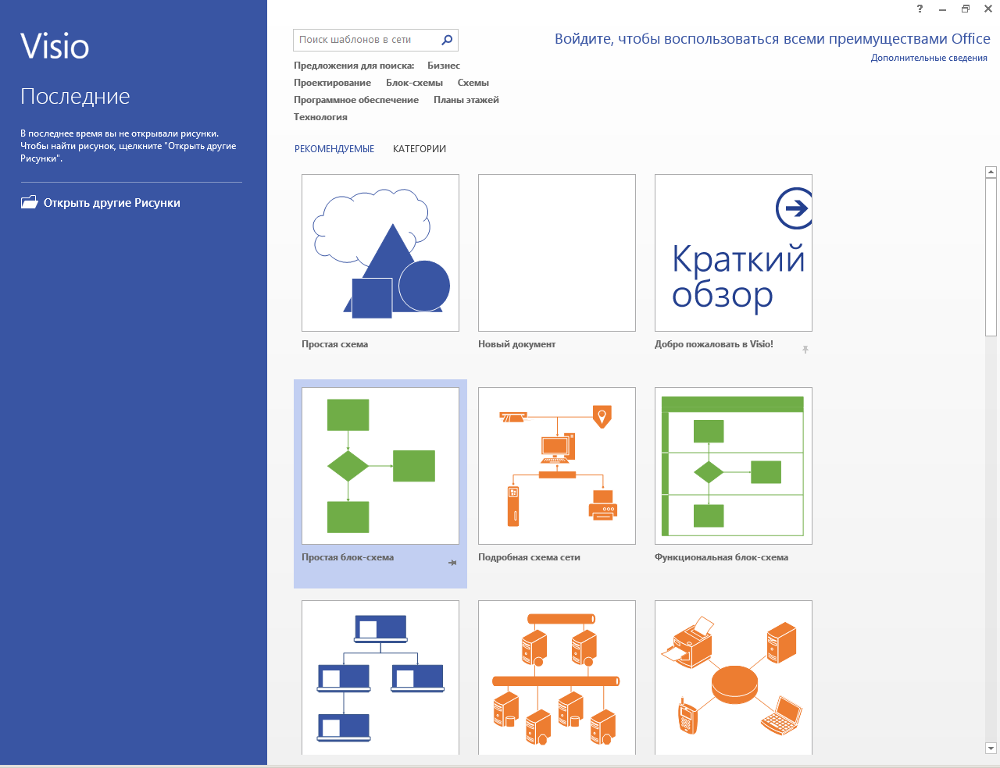 ?
Visio
Последние
В последнее время вы не открывали рисунки.
Чтобы найти рисунок, щелкните "Открыть другие
Рисунки".
Открыть другие Рисунки
Поиск шаблонов в сети
Войдите, чтобы воспользоваться всеми преимуществами Office
Дополнительные сведения
Предложения для поиска: Бизнес
Проектирование Блок-схемы Схемы
Программное обеспечение Планы этажей
Технология
РЕКОМЕНДУЕМЫЕ КАТЕГОРИИ
Краткий
обзор
Простая схема
Новый документ
Добро пожаловать в Visio!
Простая блок-схема
Подробная схема сети
Функциональная блок-схема